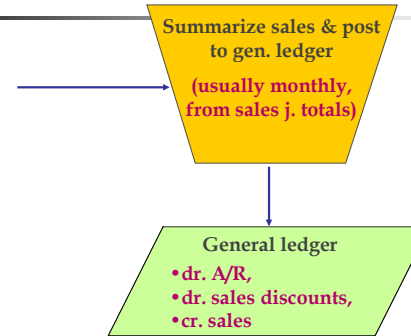 Summarize sales & post
to gen. ledger
(usually monthly,
from sales j. totals)
General ledger
•dr. A/R,
•dr. sales discounts,
•cr. sales